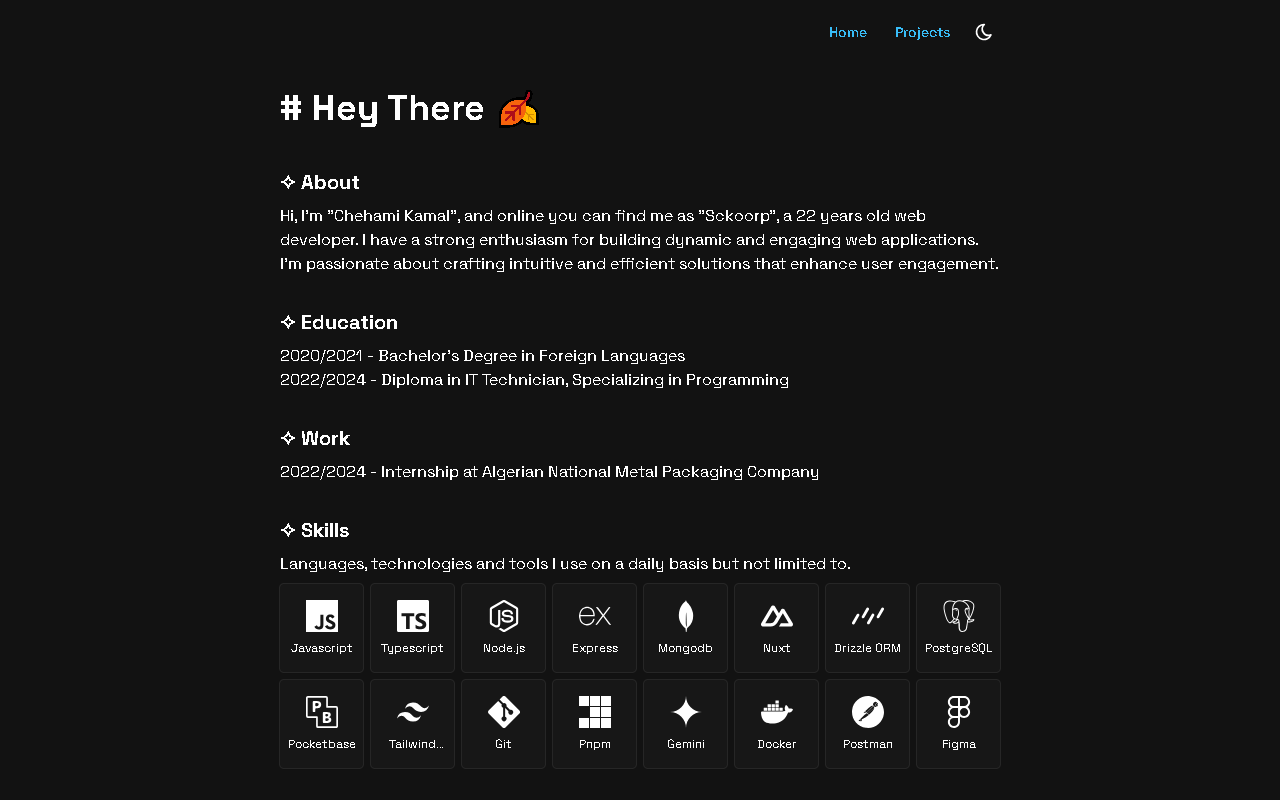 Home Projects
# Hey There 🍂
✧ About
Hi, I'm "Chehami Kamal", and online you can find me as "Sckoorp", a 22 years old web
developer. I have a strong enthusiasm for building dynamic and engaging web applications.
I'm passionate about crafting intuitive and efficient solutions that enhance user engagement.
✧ Education
2020/2021 - Bachelor's Degree in Foreign Languages
2022/2024 - Diploma in IT Technician, Specializing in Programming
✧ Work
2022/2024 - Internship at Algerian National Metal Packaging Company
✧ Skills
Languages, technologies and tools I use on a daily basis but not limited to.
JS TS JS ex
Javascript Typescript Node.js Express Mongodb Nuxt Drizzle ORM PostgreSQL
P B
Pocketbase Tailwind... Git Pnpm Gemini Docker Postman Figma